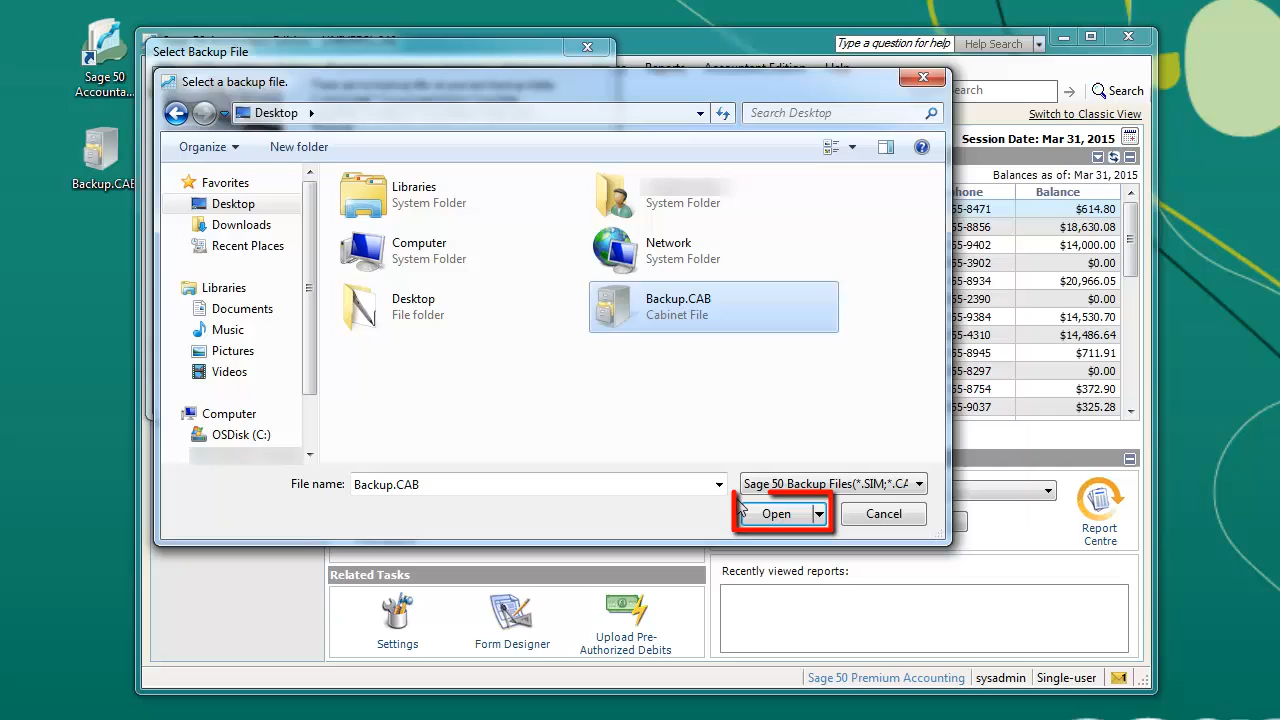 Sage 50
Accounta...
Backup.CAB
Select Backup File
Type a question for help
Help Search
Reports
Accountant Edition
Help
Select a backup file.
Desktop
Search Desktop
Search
Switch to Classic View
Organize
New folder
Session Date: Mar 31, 2015
Balances as of: Mar 31, 2015
Favorites
Desktop
Downloads
Recent Places
Libraries
Documents
Music
Pictures
Videos
Computer
OSDisk (C:)
Libraries
System Folder
System Folder
Computer
System Folder
Network
System Folder
Desktop
File folder
Backup.CAB
Cabinet File
phone Balance
55-8471 $614.80
55-8856 $18,630.08
55-9402 $14,000.00
55-3902 $0.00
55-8934 $20,966.05
55-2390 $0.00
55-9384 $14,530.70
55-4310 $14,486.64
55-8945 $711.91
55-8297 $0.00
55-8754 $372.90
55-9037 $325.28
File name: Backup.CAB
Sage 50 Backup Files(*.SIM;*.CA
Open
Cancel
Report
Centre
Related Tasks
Recently viewed reports:
Settings
Form Designer
Upload Pre-
Authorized Debits
Sage 50 Premium Accounting
sysadmin
Single-user